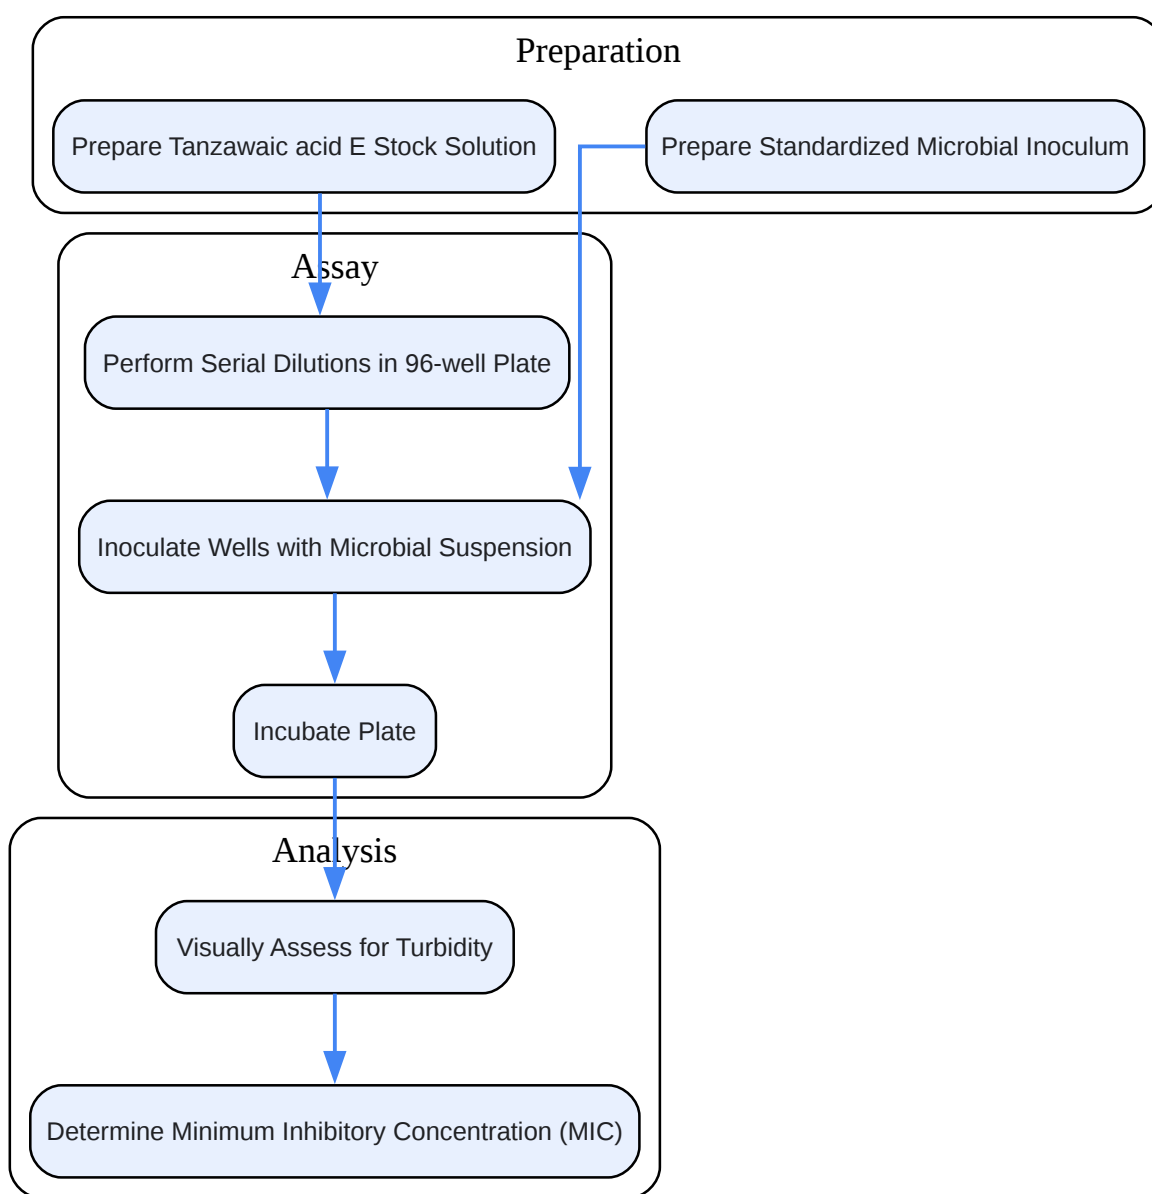 Preparation
Prepare Tanzawaic acid E Stock Solution
Prepare Standardized Microbial Inoculum
Assay
Perform Serial Dilutions in 96-well Plate
Inoculate Wells with Microbial Suspension
Incubate Plate
Analysis
Visually Assess for Turbidity
Determine Minimum Inhibitory Concentration (MIC)